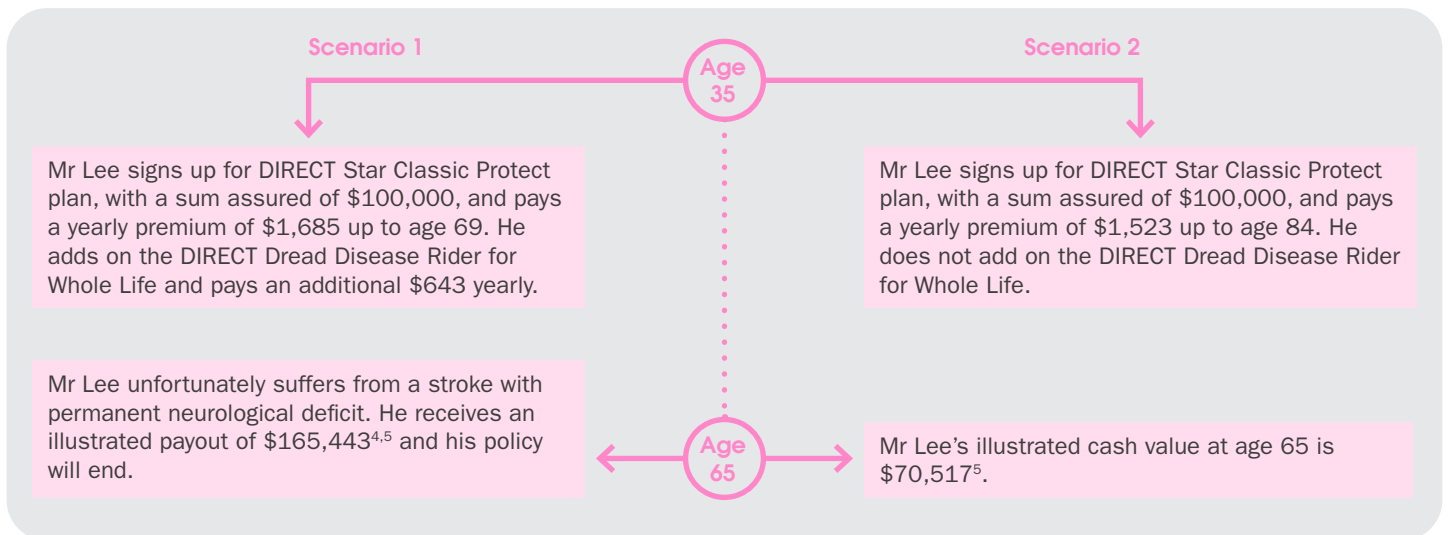 Scenario 1
Age
35
Scenario 2
Mr Lee signs up for DIRECT Star Classic Protect
plan, with a sum assured of $100,000, and pays
a yearly premium of $1,685 up to age 69. He
adds on the DIRECT Dread Disease Rider for
Whole Life and pays an additional $643 yearly.
Mr Lee signs up for DIRECT Star Classic Protect
plan, with a sum assured of $100,000, and pays
a yearly premium of $1,523 up to age 84. He
does not add on the DIRECT Dread Disease Rider
for Whole Life.
Mr Lee unfortunately suffers from a stroke with
permanent neurological deficit. He receives an
illustrated payout of $165,443⁴,⁵ and his policy
will end.
Age
65
Mr Lee’s illustrated cash value at age 65 is
$70,517⁵.